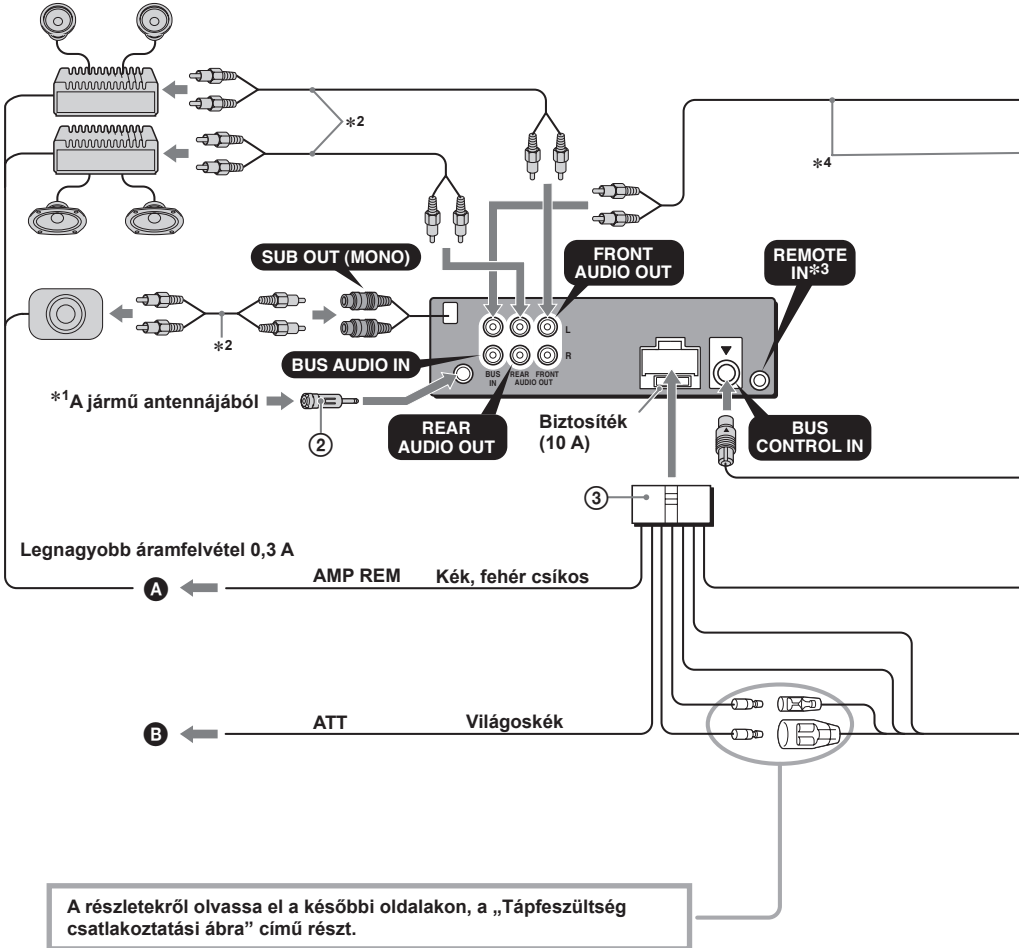 *2
*4
SUB OUT (MONO)
FRONT
AUDIO OUT
REMOTE
IN*3
*2
L
BUS AUDIO IN
R
BUS
IN
REAR
FRONT
AUDIO OUT
*1A jármű antennájából
2
REAR
AUDIO OUT
Biztosíték
(10 A)
BUS
CONTROL IN
3
Legnagyobb áramfelvétel 0,3 A
A
AMP REM
Kék, fehér csíkos
B
ATT
Világoskék
A részletekről olvassa el a későbbi oldalakon, a „Tápfeszültség
csatlakoztatási ábra” című részt.